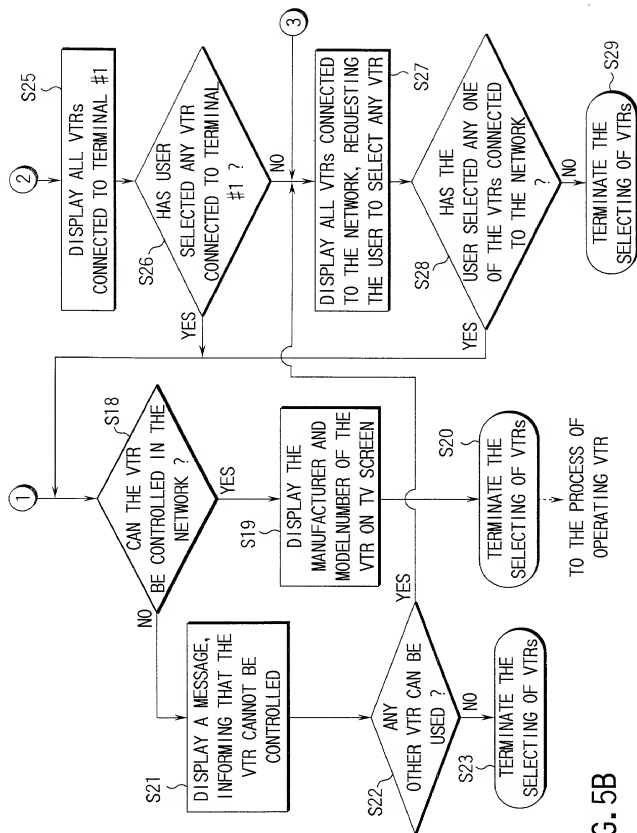 1
CAN THE VTR
BE CONTROLLED IN THE
NETWORK ?
S18
NO
YES
DISPLAY THE
MANUFACTURER AND
MODELNUMBER OF THE
VTR ON TV SCREEN
S19
TERMINATE THE
SELECTING OF VTRs
S20
TO THE PROCESS OF
OPERATING VTR
DISPLAY A MESSAGE,
INFORMING THAT THE
VTR CANNOT BE
CONTROLLED
S21
ANY
OTHER VTR CAN BE
USED ?
S22
YES
NO
TERMINATE THE
SELECTING OF VTRs
S23
2
DISPLAY ALL VTRs
CONNECTED TO TERMINAL #1
S25
HAS USER
SELECTED ANY VTR
CONNECTED TO TERMINAL
#1 ?
S26
YES
NO
3
DISPLAY ALL VTRs CONNECTED
TO THE NETWORK, REQUESTING
THE USER TO SELECT ANY VTR
S27
HAS THE
USER SELECTED ANY ONE
OF THE VTRs CONNECTED
TO THE NETWORK
?
S28
YES
NO
TERMINATE THE
SELECTING OF VTRs
S29
G. 5B